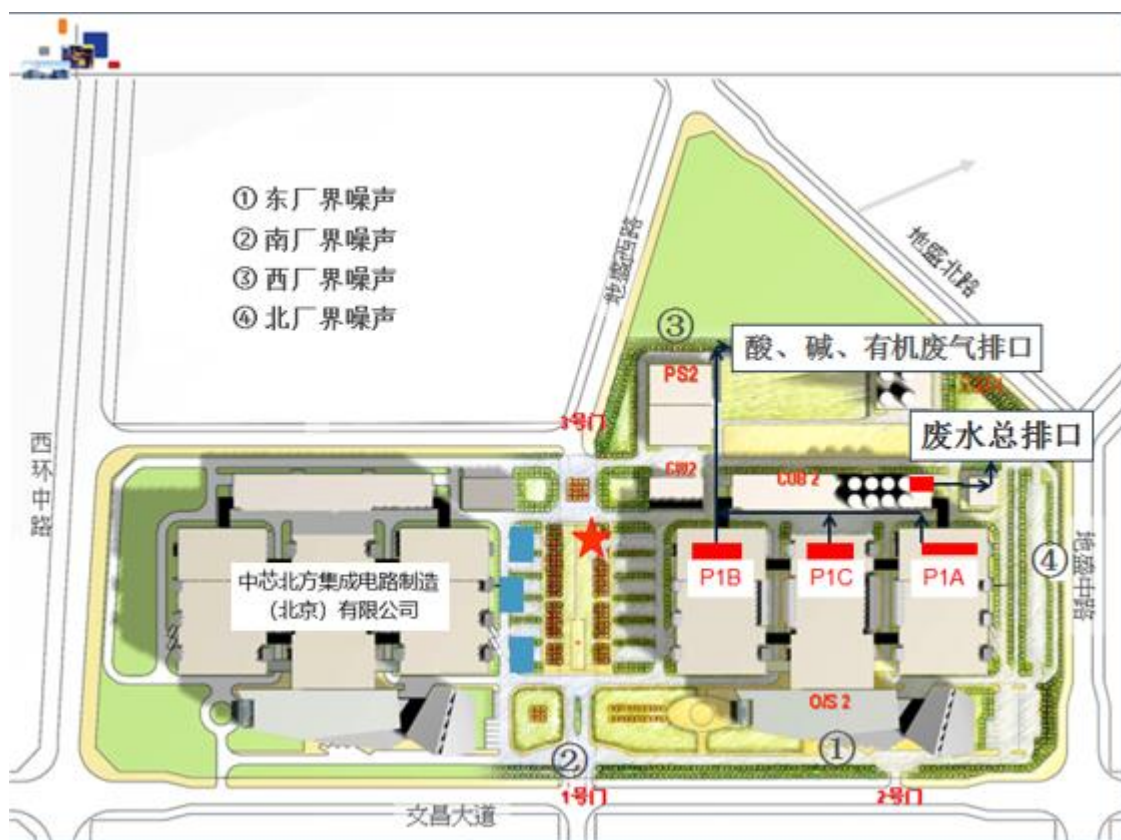 ① 东厂界噪声
② 南厂界噪声
③ 西厂界噪声
④ 北厂界噪声
地盛西路
地盛北路
③
酸、碱、有机废气排口
PS2
3号门
废水总排口
西环中路
GW2
CUB 2
P1B
P1C
P1A
④
地盛中路
中芯北方集成电路制造
（北京）有限公司
O/S 2
①
②
1号门
2号门
文昌大道